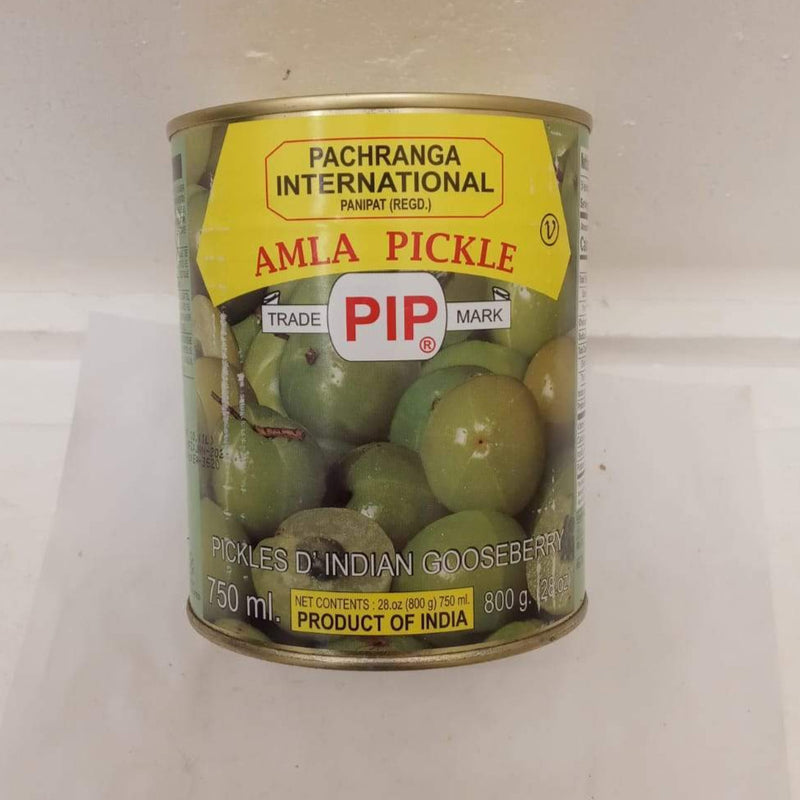 PACHRANGA
INTERNATIONAL
PANIPAT (REGD.)
V
AMLA PICKLE
TRADE PIP MARK
®
PICKLES D' INDIAN GOOSEBERRY
750 ml. NET CONTENTS : 28.oz (800 g) 750 ml. 800 g. (28.oz)
PRODUCT OF INDIA